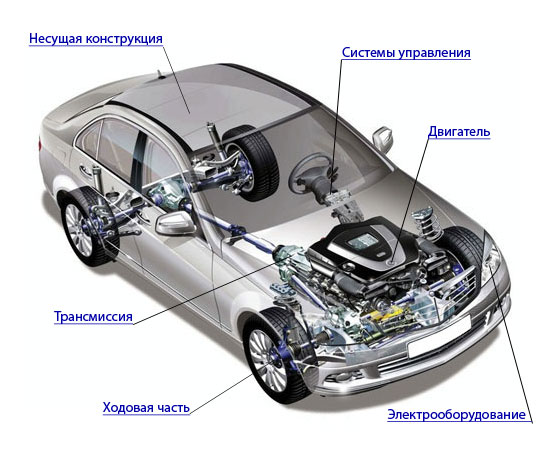 Несущая конструкция
Системы управления
Двигатель
Трансмиссия
Ходовая часть
Электрооборудование